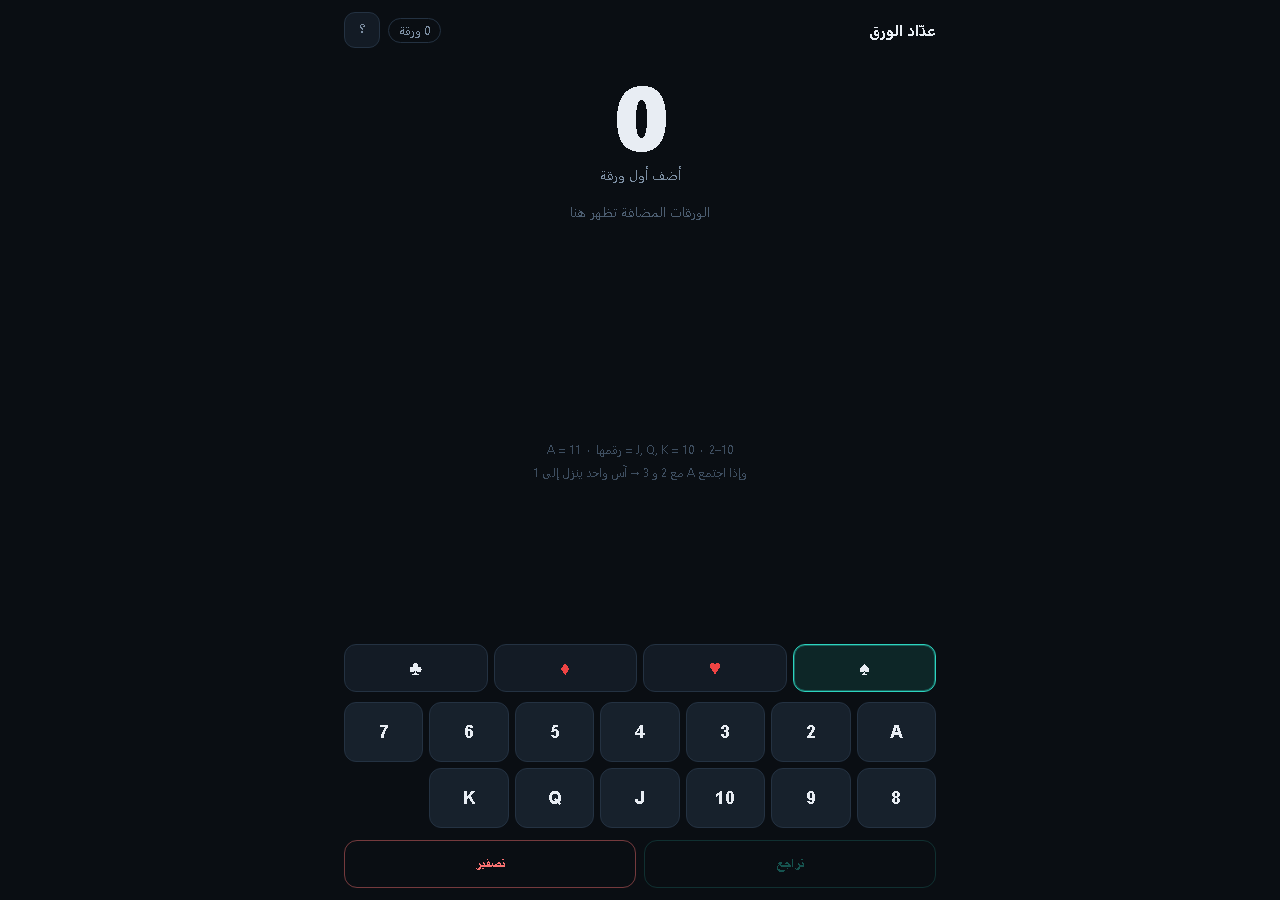 عدّاد الورق
0 ورقة
؟
0
أضف أول ورقة
الورقات المضافة تظهر هنا
A = 11 · رقمها = J, Q, K = 10 · 2–10
وإذا اجتمع A مع 2 و 3 → آس واحد ينزل إلى 1
♠ ♥ ♦ ♣
A 2 3 4 5 6 7
8 9 10 J Q K
تراجع
تصفير